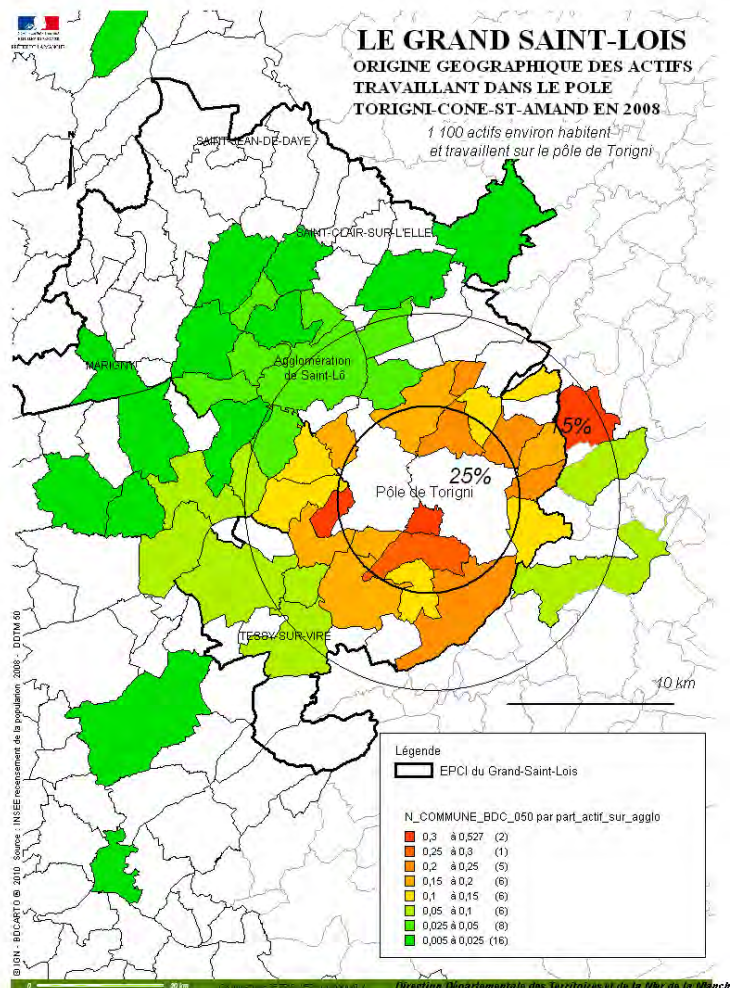 LE GRAND SAINT-LOIS
ORIGINE GEOGRAPHIQUE DES ACTIFS
TRAVAILLANT DANS LE POLE
TORIGNI-CONE-ST-AMAND EN 2008
1 100 actifs environ habitent
et travaillent sur le pôle de Torigni
N
SAINT-JEAN-DE-DAYE
SAINT-CLAIR-SUR-L'ELLE
MARIGNY
Agglomération
de Saint-Lô
15%
25%
Pôle de Torigni
TESSY-SUR-VIRE
10 km
Légende
EPCI du Grand-Saint-Lois
N_COMMUNE_BDC_050 par part_actif_sur_agglo
0,3 à 0,527 (2)
0,25 à 0,3 (1)
0,2 à 0,25 (5)
0,15 à 0,2 (6)
0,1 à 0,15 (6)
0,05 à 0,1 (6)
0,025 à 0,05 (8)
0,005 à 0,025 (16)
© IGN - BDCARTO © 2010 Source : INSEE recensement de la population 2008 - DDTM 50
Direction Départementale des Territoires et de la Mer de la Manch